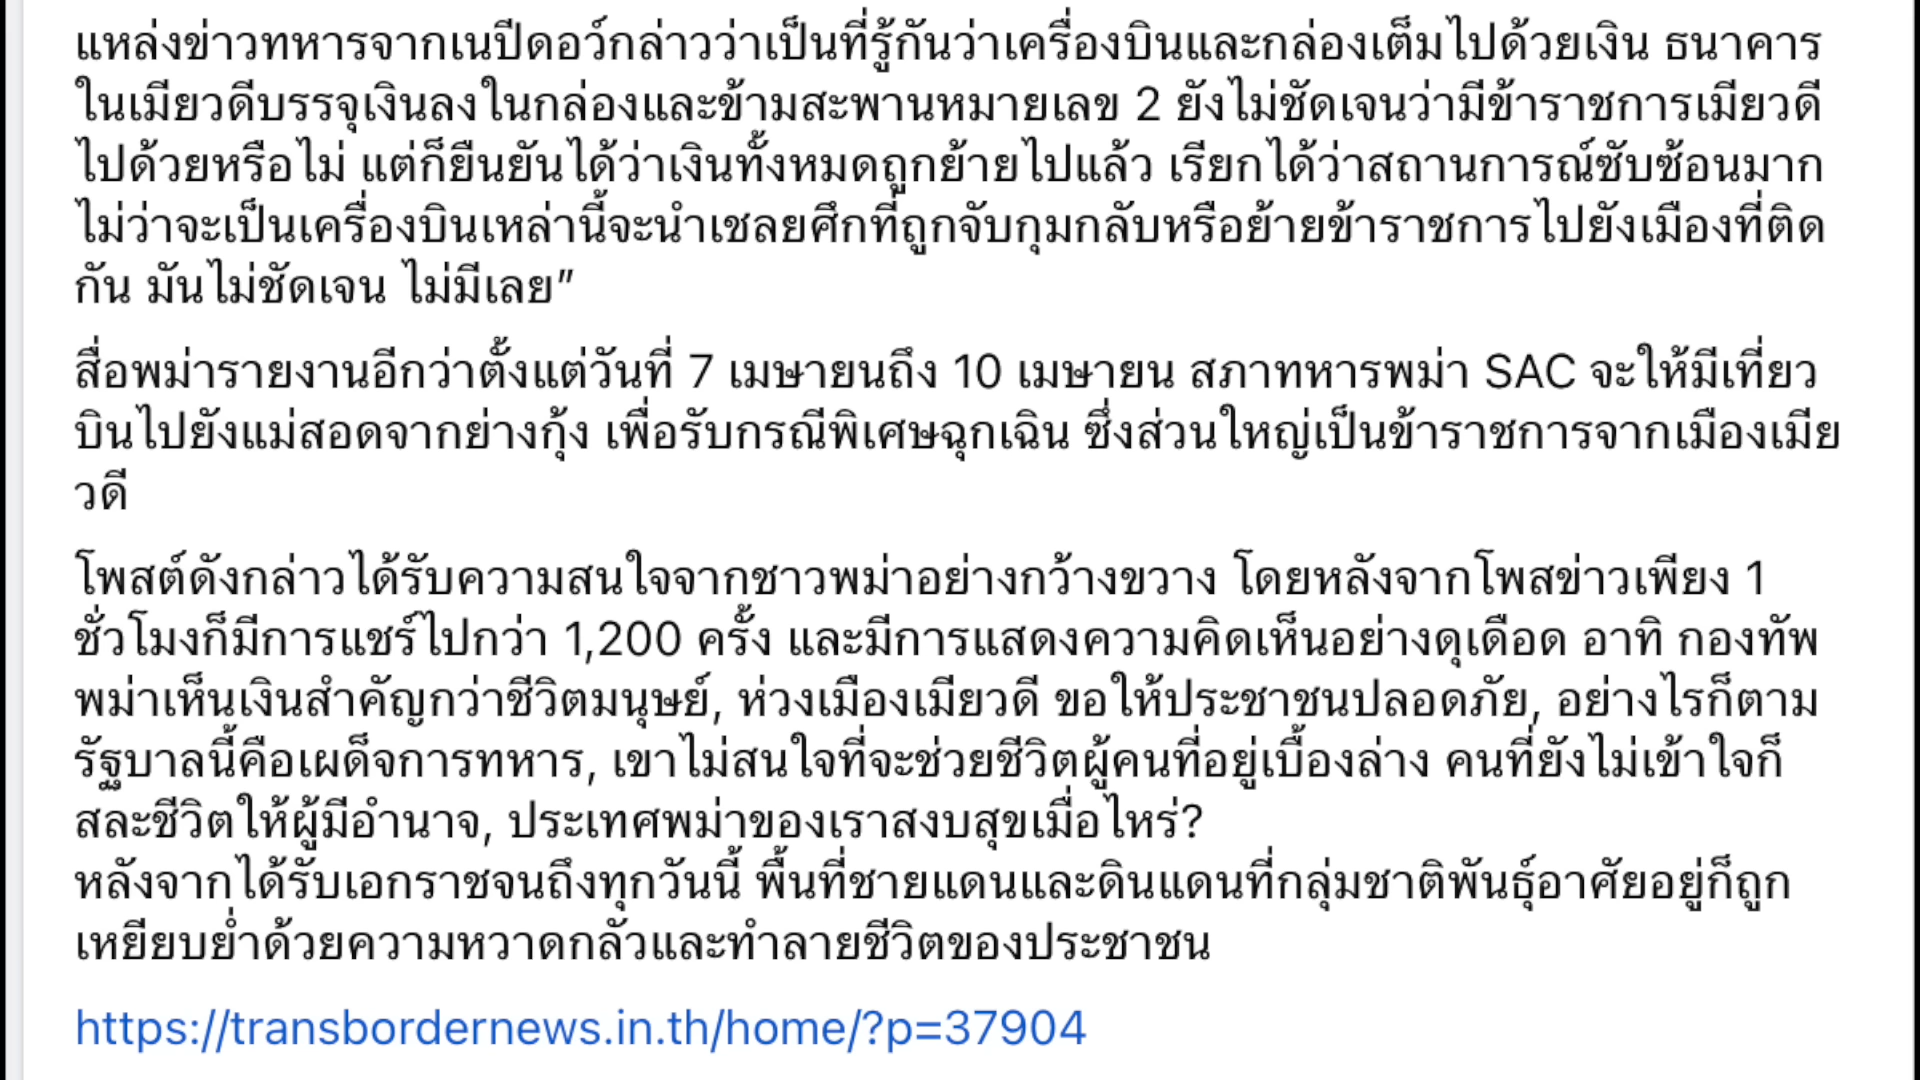 แหล่งข่าวทหารจากเนปีดอว์กล่าวว่าเป็นที่รู้กันว่าเครื่องบินและกล่องเต็มไปด้วยเงิน ธนาคาร
ในเมียวดีบรรจุเงินลงในกล่องและข้ามสะพานหมายเลข 2 ยังไม่ชัดเจนว่ามีข้าราชการเมียวดี
ไปด้วยหรือไม่ แต่ก็ยืนยันได้ว่าเงินทั้งหมดถูกย้ายไปแล้ว เรียกได้ว่าสถานการณ์ซับซ้อนมาก
ไม่ว่าจะเป็นเครื่องบินเหล่านี้จะนำเชลยศึกที่ถูกจับกุมกลับหรือย้ายข้าราชการไปยังเมืองที่ติด
กัน มันไม่ชัดเจน ไม่มีเลย”
สื่อพม่ารายงานอีกว่าตั้งแต่วันที่ 7 เมษายนถึง 10 เมษายน สภาทหารพม่า SAC จะให้มีเที่ยว
บินไปยังแม่สอดจากย่างกุ้ง เพื่อรับกรณีพิเศษฉุกเฉิน ซึ่งส่วนใหญ่เป็นข้าราชการจากเมืองเมีย
วดี
โพสต์ดังกล่าวได้รับความสนใจจากชาวพม่าอย่างกว้างขวาง โดยหลังจากโพสข่าวเพียง 1
ชั่วโมงก็มีการแชร์ไปกว่า 1,200 ครั้ง และมีการแสดงความคิดเห็นอย่างดุเดือด อาทิ กองทัพ
พม่าเห็นเงินสำคัญกว่าชีวิตมนุษย์, ห่วงเมืองเมียวดี ขอให้ประชาชนปลอดภัย, อย่างไรก็ตาม
รัฐบาลนี้คือเผด็จการทหาร, เขาไม่สนใจที่จะช่วยชีวิตผู้คนที่อยู่เบื้องล่าง คนที่ยังไม่เข้าใจก็
สละชีวิตให้ผู้มีอำนาจ, ประเทศพม่าของเราสงบสุขเมื่อไหร่?
หลังจากได้รับเอกราชจนถึงทุกวันนี้ พื้นที่ชายแดนและดินแดนที่กลุ่มชาติพันธุ์อาศัยอยู่ก็ถูก
เหยียบย่ำด้วยความหวาดกลัวและทำลายชีวิตของประชาชน
https://transbordernews.in.th/home/?p=37904